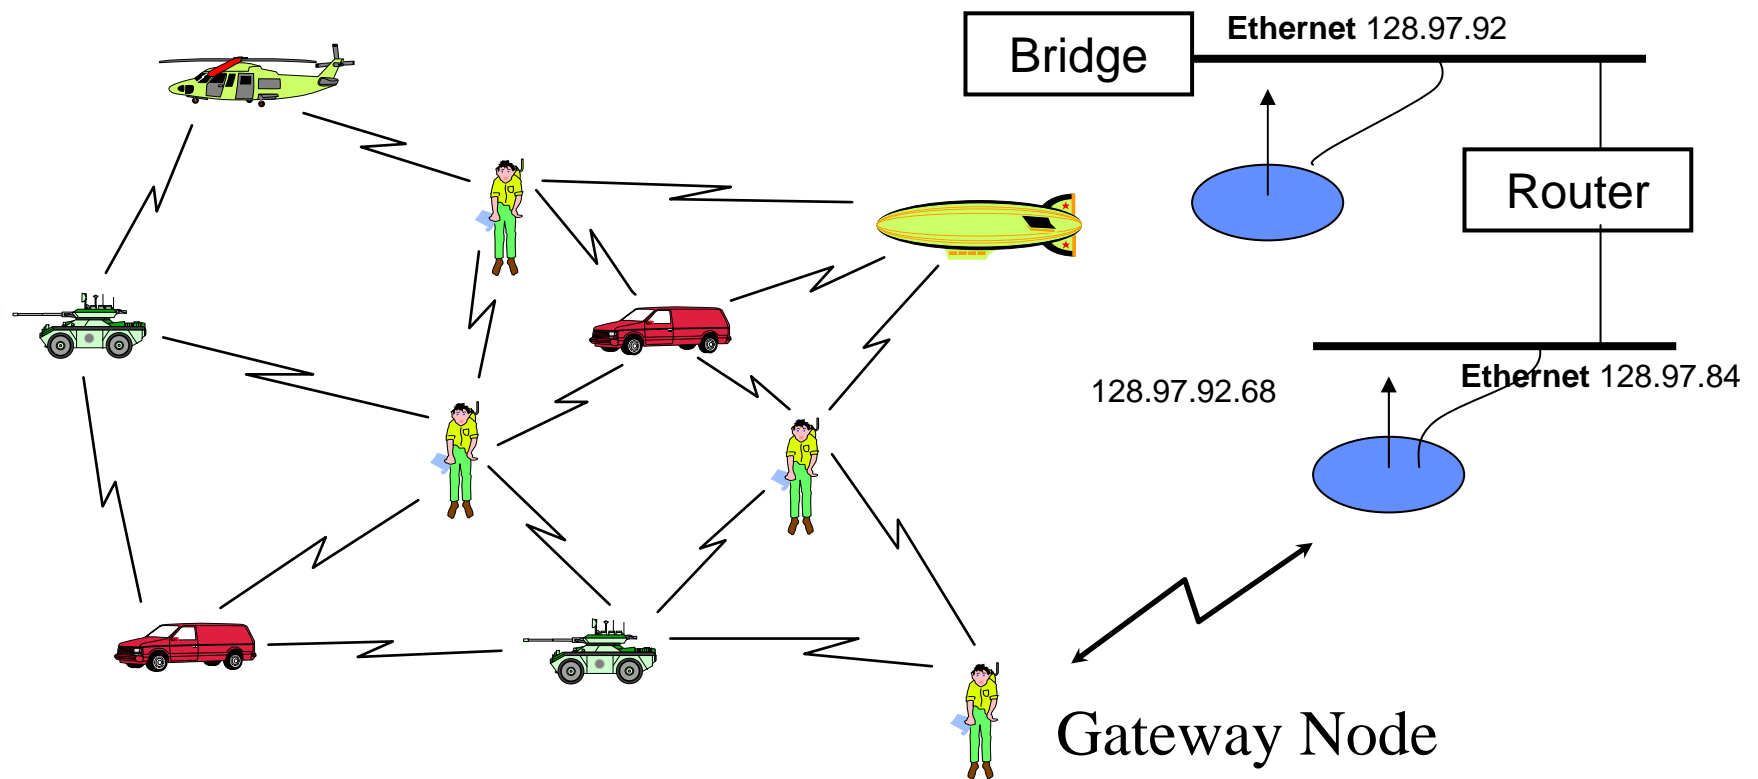 Ethernet 128.97.92
Bridge
Router
128.97.92.68
Ethernet 128.97.84
Gateway Node